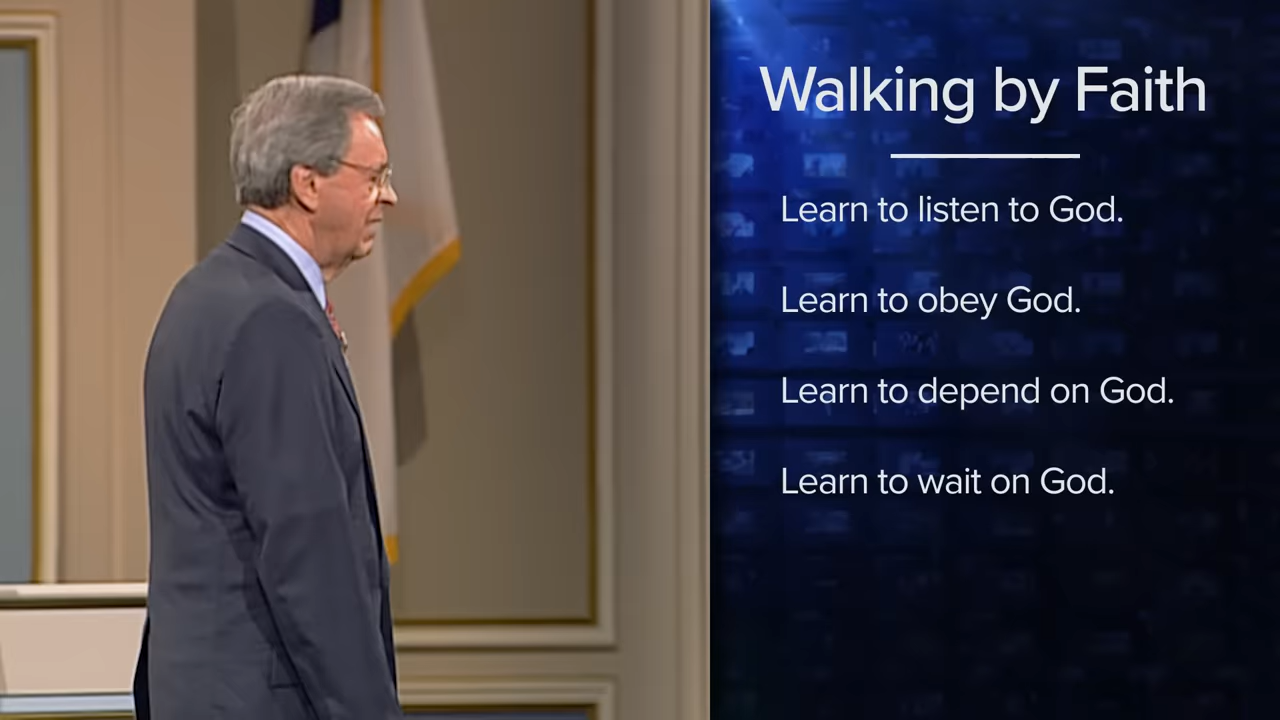 Walking by Faith
Learn to listen to God.
Learn to obey God.
Learn to depend on God.
Learn to wait on God.